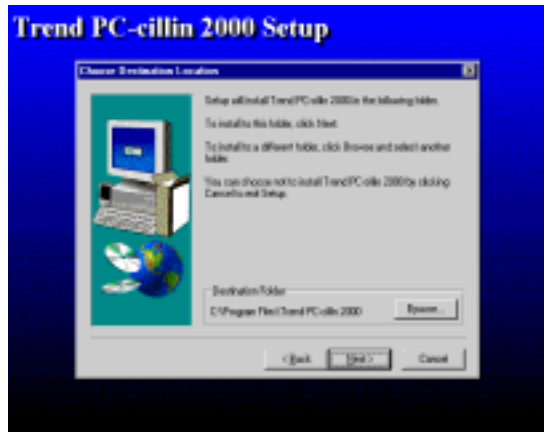 Trend PC-cillin 2000 Setup
Choose Destination Location
Setup will install Trend PC-cillin 2000 in the following folder.
To install to this folder, click Next.
To install to a different folder, click Browse and select another
folder.
You can choose not to install Trend PC-cillin 2000 by clicking
Cancel to exit Setup.
Destination Folder
C:\Program Files\Trend PC-cillin 2000
Browse...
< Back
Next >
Cancel